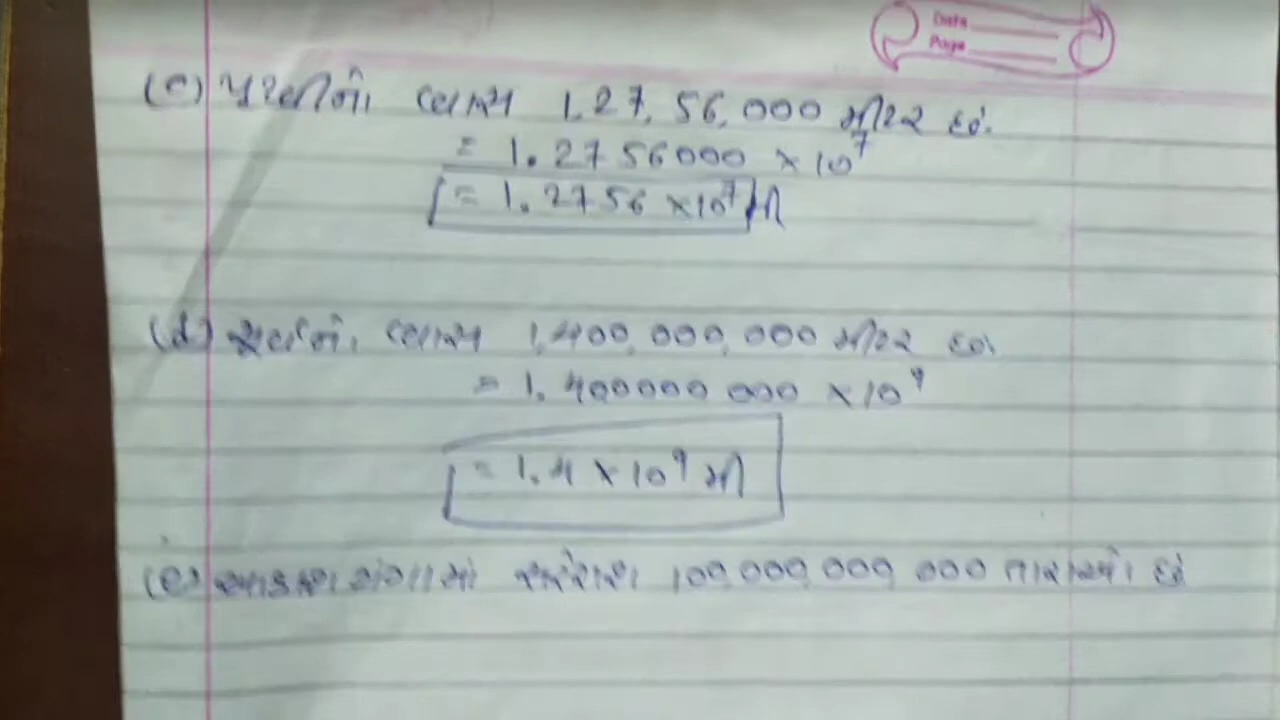 Data
Page
(c) પૃથ્વીનો વ્યાસ 1,27,56,000 મીટર છે.
= 1.2756000 × 10⁷
= 1.2756 × 10⁷ મી
(d) સૂર્યનો વ્યાસ 1,400,000,000 મીટર છે.
= 1.400000000 × 10⁹
= 1.4 × 10⁹ મી
(e) આકાશગંગામાં સરેરાશ 100,000,000,000 તારાઓ છે